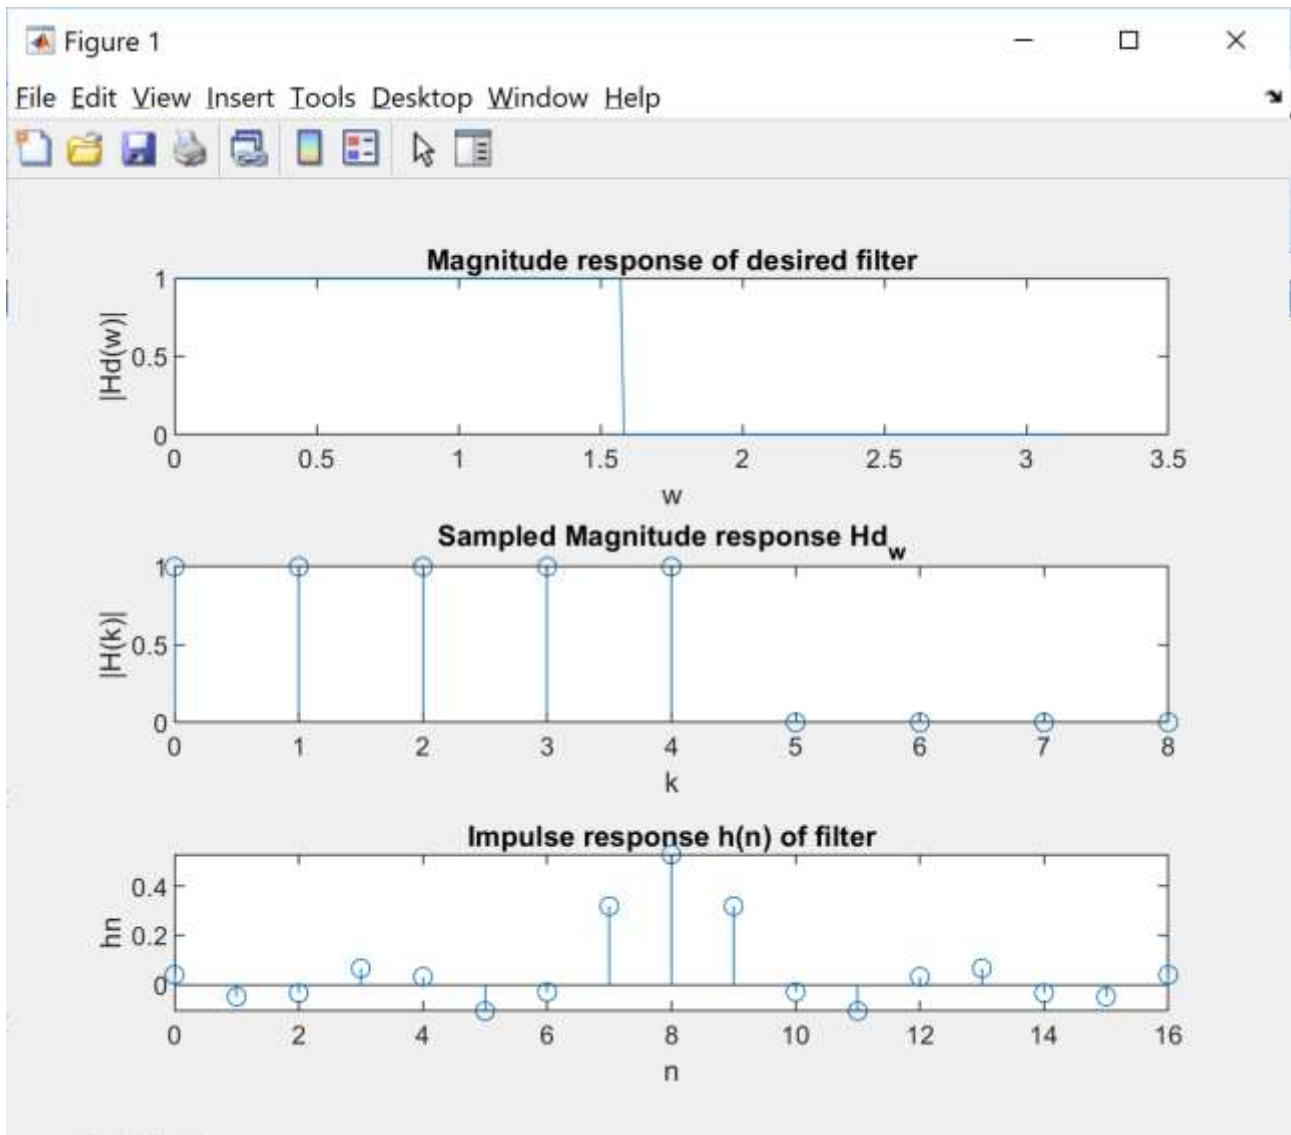 Figure 1
File Edit View Insert Tools Desktop Window Help
Magnitude response of desired filter
|Hd(w)|
1
0.5
0
0 0.5 1 1.5 2 2.5 3 3.5
w
Sampled Magnitude response Hd_w
|H(k)|
1
0.5
0
0 1 2 3 4 5 6 7 8
k
Impulse response h(n) of filter
hn
0.4
0.2
0
0 2 4 6 8 10 12 14 16
n